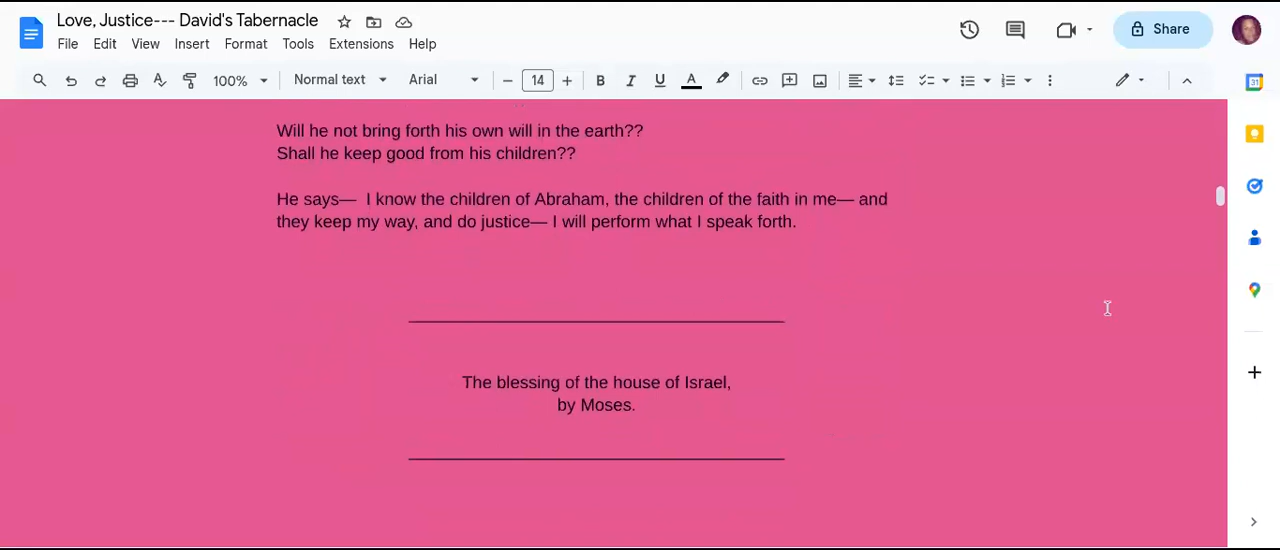 Love, Justice--- David's Tabernacle
File Edit View Insert Format Tools Extensions Help
Share
100% Normal text Arial − 14 + B I U A
31
Will he not bring forth his own will in the earth??
Shall he keep good from his children??
He says— I know the children of Abraham, the children of the faith in me— and
they keep my way, and do justice— I will perform what I speak forth.
The blessing of the house of Israel,
by Moses.